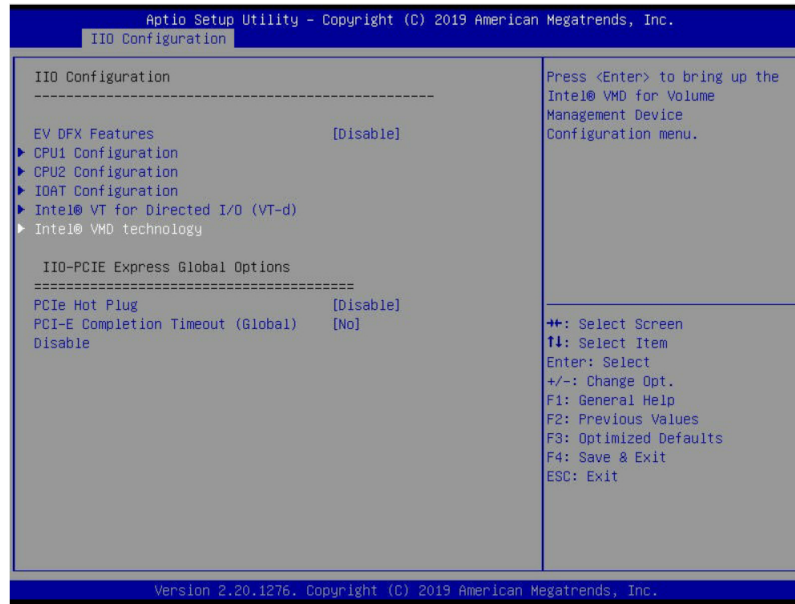 Aptio Setup Utility – Copyright (C) 2019 American Megatrends, Inc.
IIO Configuration
IIO Configuration
--------------------------------------------------
EV DFX Features [Disable]
▶ CPU1 Configuration
▶ CPU2 Configuration
▶ IOAT Configuration
▶ Intel® VT for Directed I/O (VT-d)
▶ Intel® VMD technology
IIO-PCIE Express Global Options
========================================
PCIe Hot Plug [Disable]
PCI-E Completion Timeout (Global) [No]
Disable
Press <Enter> to bring up the
Intel® VMD for Volume
Management Device
Configuration menu.
→←: Select Screen
↑↓: Select Item
Enter: Select
+/-: Change Opt.
F1: General Help
F2: Previous Values
F3: Optimized Defaults
F4: Save & Exit
ESC: Exit
Version 2.20.1276. Copyright (C) 2019 American Megatrends, Inc.